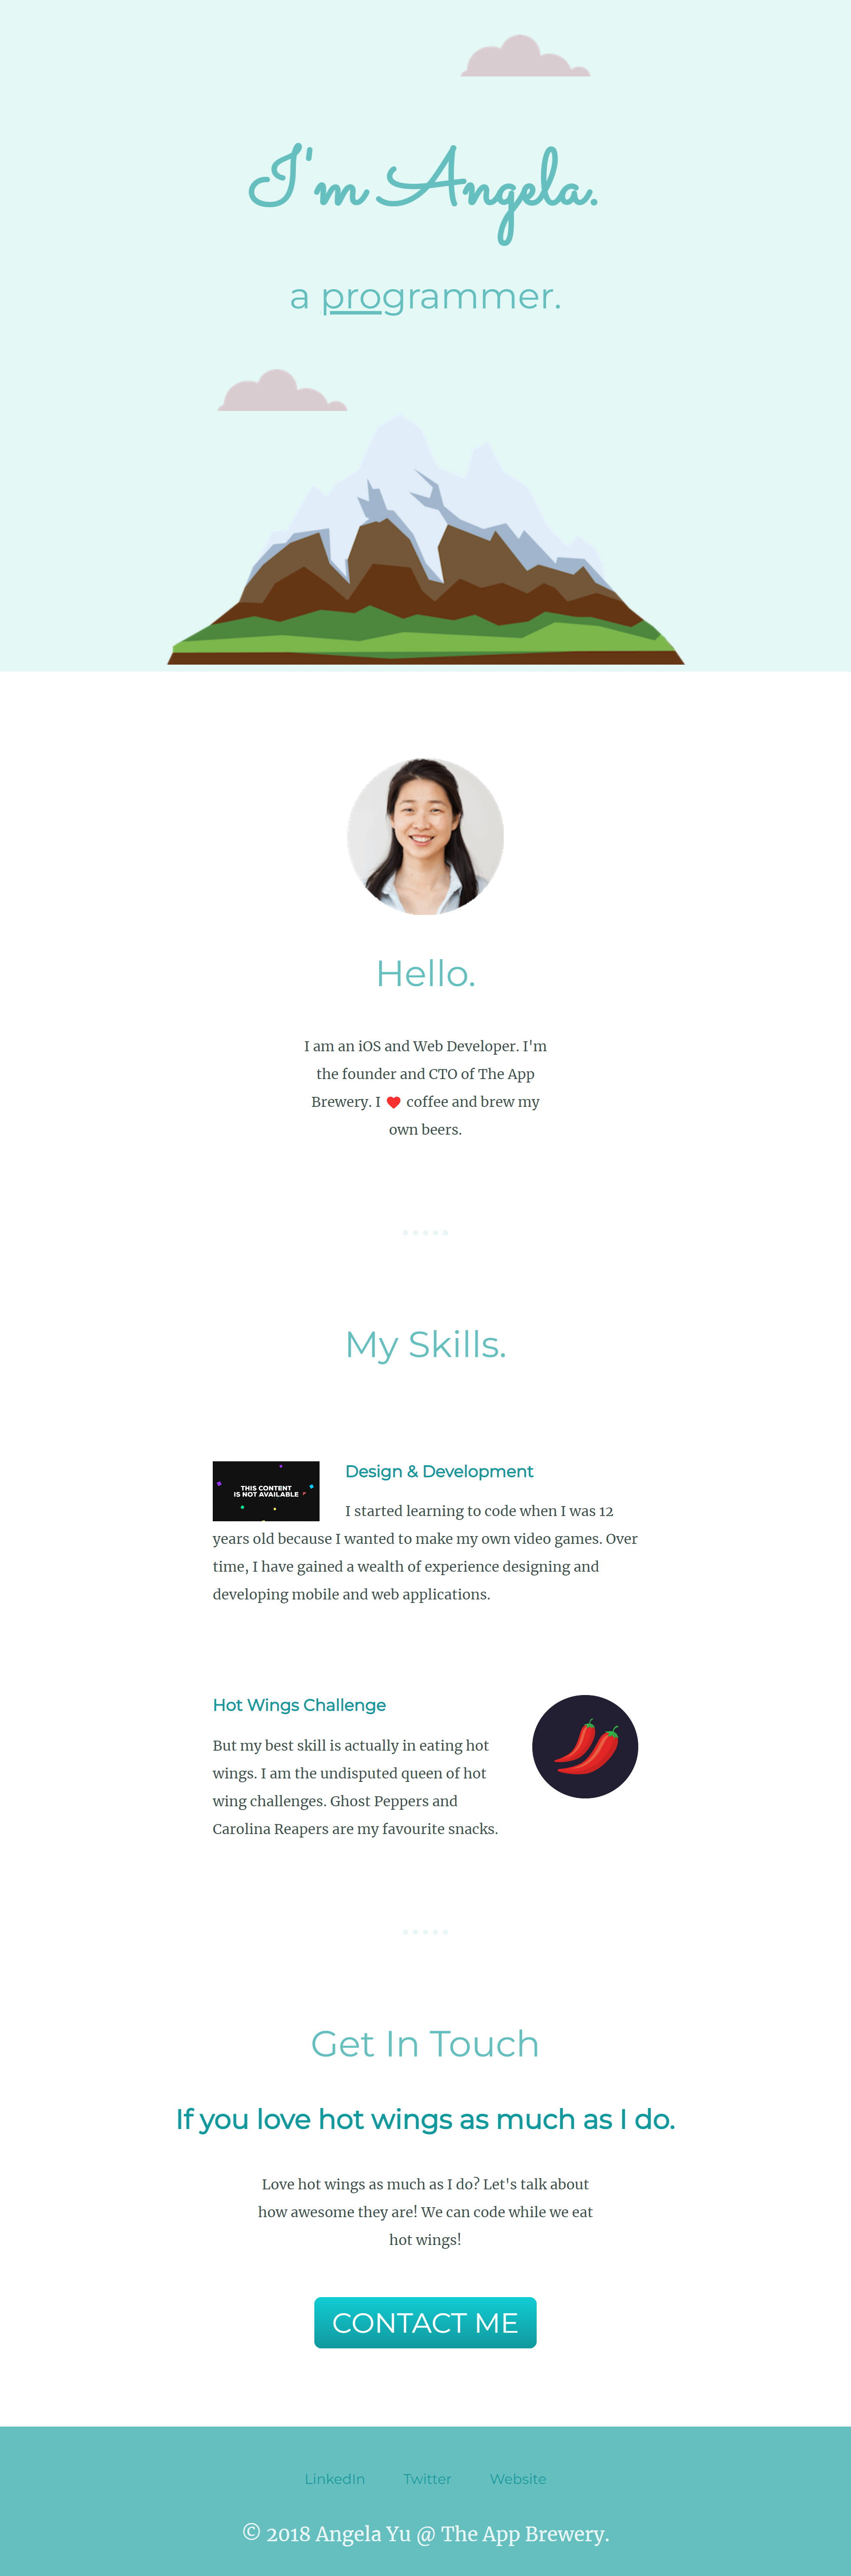 I'm Angela.
a programmer.
Hello.
I am an iOS and Web Developer. I'm
the founder and CTO of The App
Brewery. I ❤ coffee and brew my
own beers.
My Skills.
THIS CONTENT
IS NOT AVAILABLE
Design & Development
I started learning to code when I was 12
years old because I wanted to make my own video games. Over
time, I have gained a wealth of experience designing and
developing mobile and web applications.
Hot Wings Challenge
But my best skill is actually in eating hot
wings. I am the undisputed queen of hot
wing challenges. Ghost Peppers and
Carolina Reapers are my favourite snacks.
Get In Touch
If you love hot wings as much as I do.
Love hot wings as much as I do? Let's talk about
how awesome they are! We can code while we eat
hot wings!
CONTACT ME
LinkedIn Twitter Website
© 2018 Angela Yu @ The App Brewery.